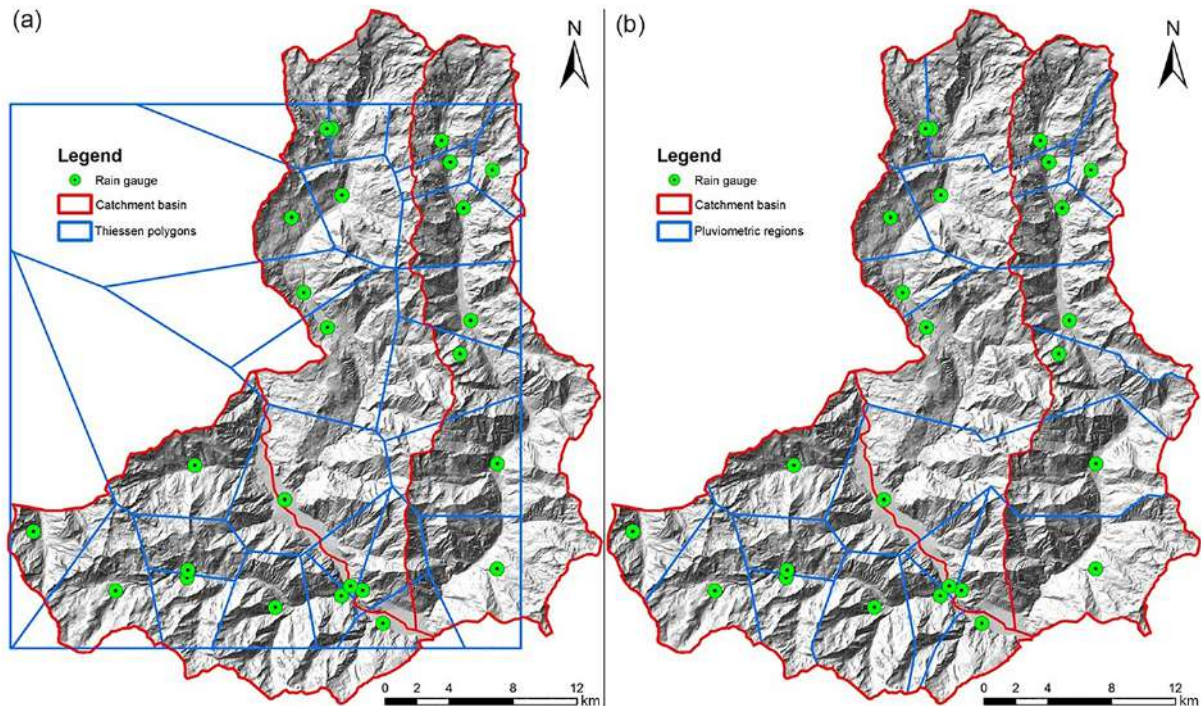 (a)
N
Legend
Rain gauge
Catchment basin
Thiessen polygons
0 2 4 8 12
km
(b)
N
Legend
Rain gauge
Catchment basin
Pluviometric regions
0 2 4 8 12
km